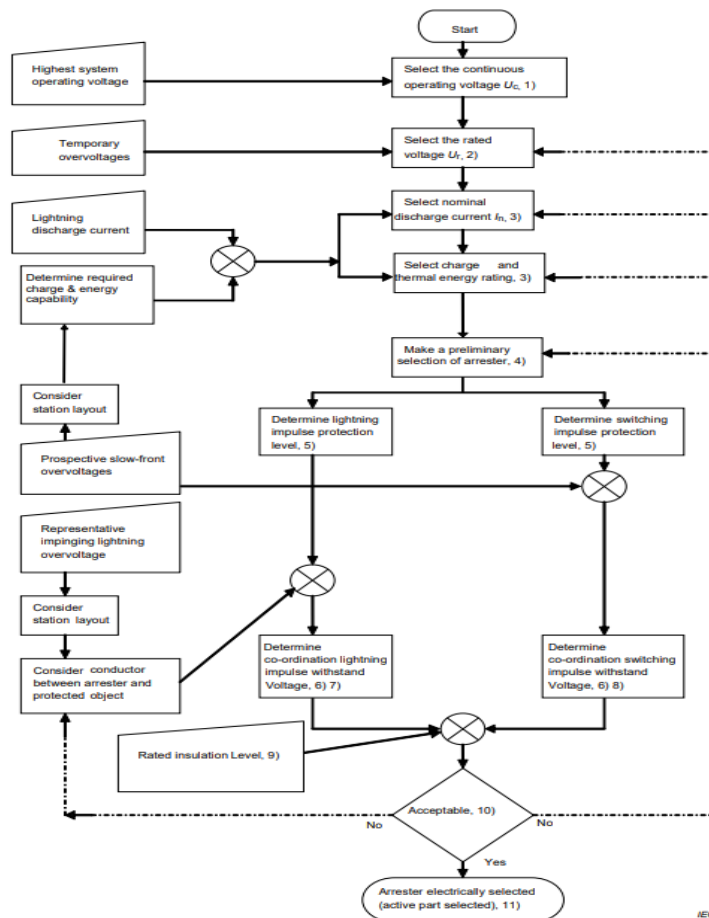 Start
Highest system
operating voltage
Select the continuous
operating voltage Uc, 1)
Temporary
overvoltages
Select the rated
voltage Ur, 2)
Lightning
discharge current
Select nominal
discharge current In, 3)
Determine required
charge & energy
capability
Select charge and
thermal energy rating, 3)
Make a preliminary
selection of arrester, 4)
Consider
station layout
Determine lightning
impulse protection
level, 5)
Determine switching
impulse protection
level, 5)
Prospective slow-front
overvoltages
Representative
impinging lightning
overvoltage
Consider
station layout
Consider conductor
between arrester and
protected object
Determine
co-ordination lightning
impulse withstand
Voltage, 6) 7)
Determine
co-ordination switching
impulse withstand
Voltage, 6) 8)
Rated insulation Level, 9)
Acceptable, 10)
No
No
Yes
Arrester electrically selected
(active part selected), 11)